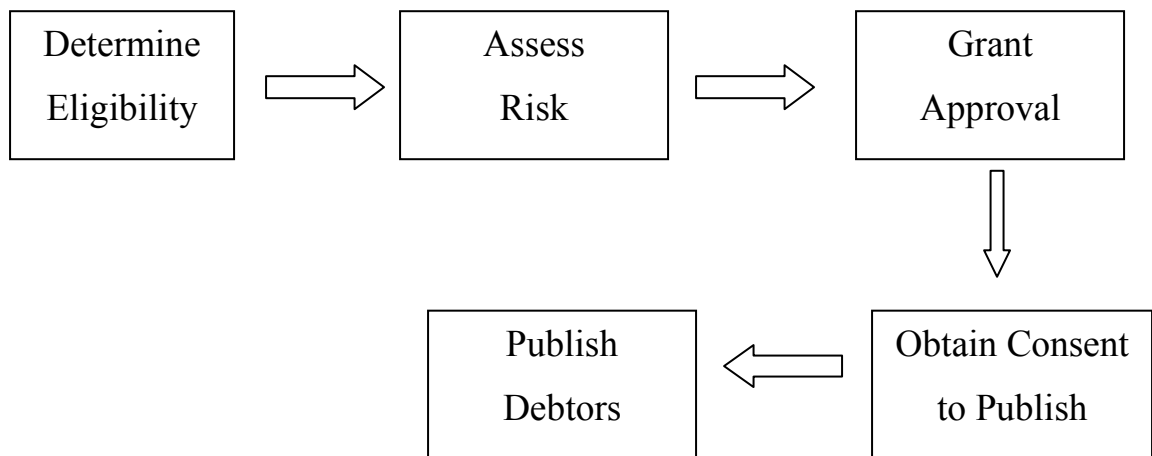 Determine
Eligibility
Assess
Risk
Grant
Approval
Obtain Consent
to Publish
Publish
Debtors